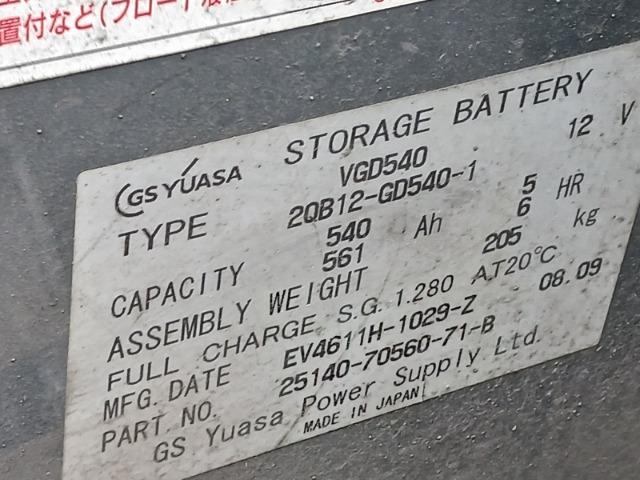 置付など(フロート
GS YUASA STORAGE BATTERY
TYPE VGD540 12 V
2QB12-GD540-1
CAPACITY 540 Ah 5 HR
561 6
ASSEMBLY WEIGHT 205 kg
FULL CHARGE S.G. 1.280 AT20℃
MFG. DATE EV4611H-1029-Z 08.09
PART. NO. 25140-70560-71-B
GS Yuasa Power Supply Ltd.
MADE IN JAPAN